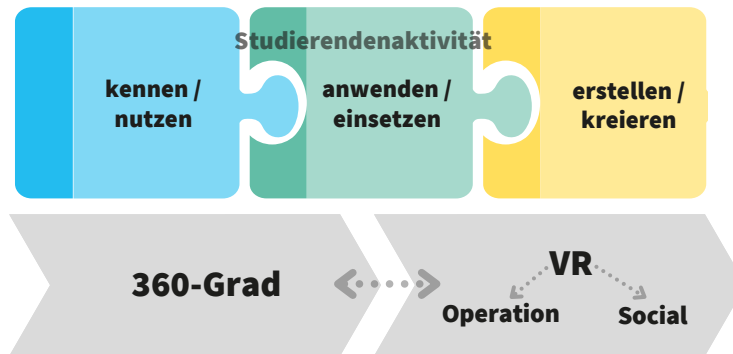 Studierendenaktivität
kennen /
nutzen
anwenden /
einsetzen
erstellen /
kreieren
360-Grad
VR
Operation
Social